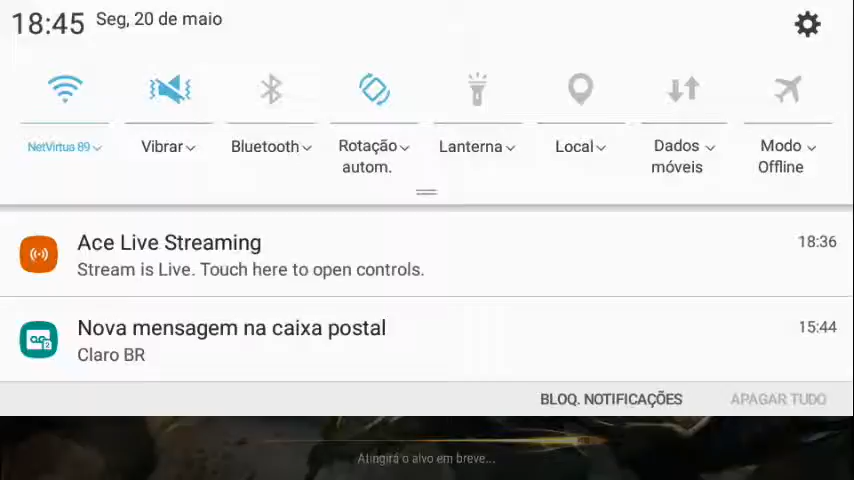 18:45 Seg, 20 de maio
NetVirtua 89
Vibrar
Bluetooth
Rotação autom.
Lanterna
Local
Dados móveis
Modo Offline
Ace Live Streaming 18:36
Stream is Live. Touch here to open controls.
Nova mensagem na caixa postal 15:44
2
Claro BR
BLOQ. NOTIFICAÇÕES APAGAR TUDO
Atingirá o alvo em breve...